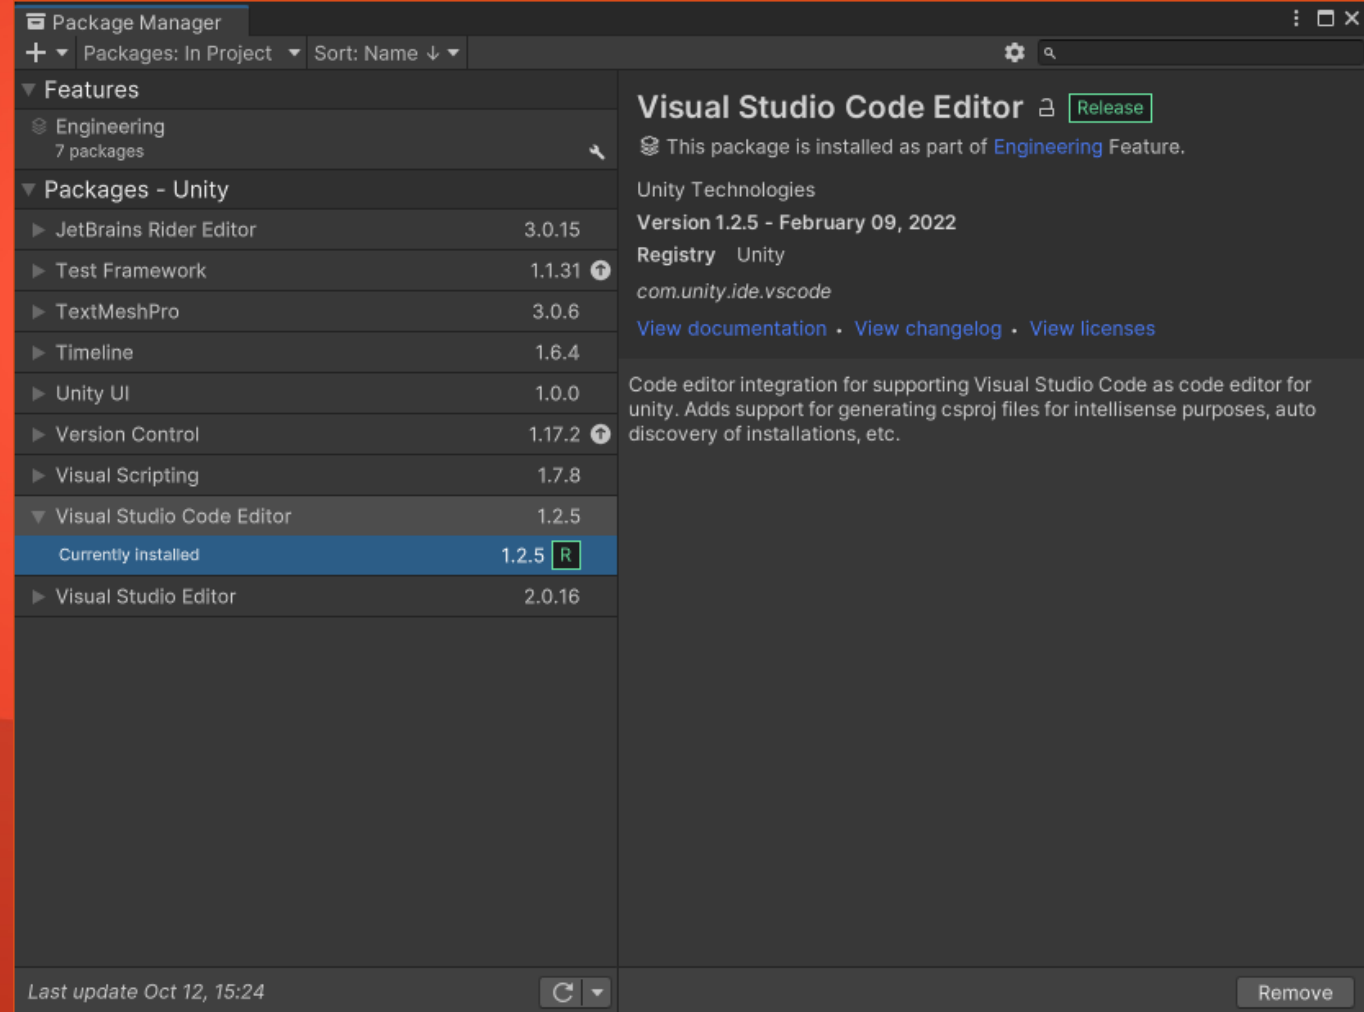 Package Manager
Packages: In Project
Sort: Name ↓
Features
Engineering
7 packages
Packages - Unity
JetBrains Rider Editor 3.0.15
Test Framework 1.1.31
TextMeshPro 3.0.6
Timeline 1.6.4
Unity UI 1.0.0
Version Control 1.17.2
Visual Scripting 1.7.8
Visual Studio Code Editor 1.2.5
Currently installed 1.2.5 R
Visual Studio Editor 2.0.16
Last update Oct 12, 15:24
Visual Studio Code Editor Release
This package is installed as part of Engineering Feature.
Unity Technologies
Version 1.2.5 - February 09, 2022
Registry Unity
com.unity.ide.vscode
View documentation • View changelog • View licenses
Code editor integration for supporting Visual Studio Code as code editor for
unity. Adds support for generating csproj files for intellisense purposes, auto
discovery of installations, etc.
Remove